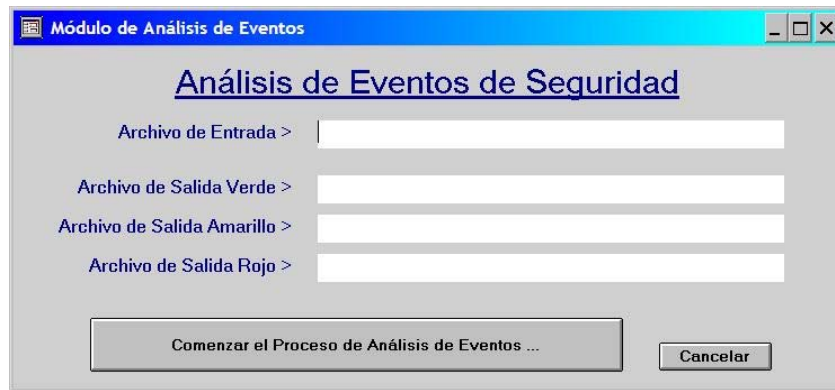 Módulo de Análisis de Eventos
Análisis de Eventos de Seguridad
Archivo de Entrada >
Archivo de Salida Verde >
Archivo de Salida Amarillo >
Archivo de Salida Rojo >
Comenzar el Proceso de Análisis de Eventos ...
Cancelar